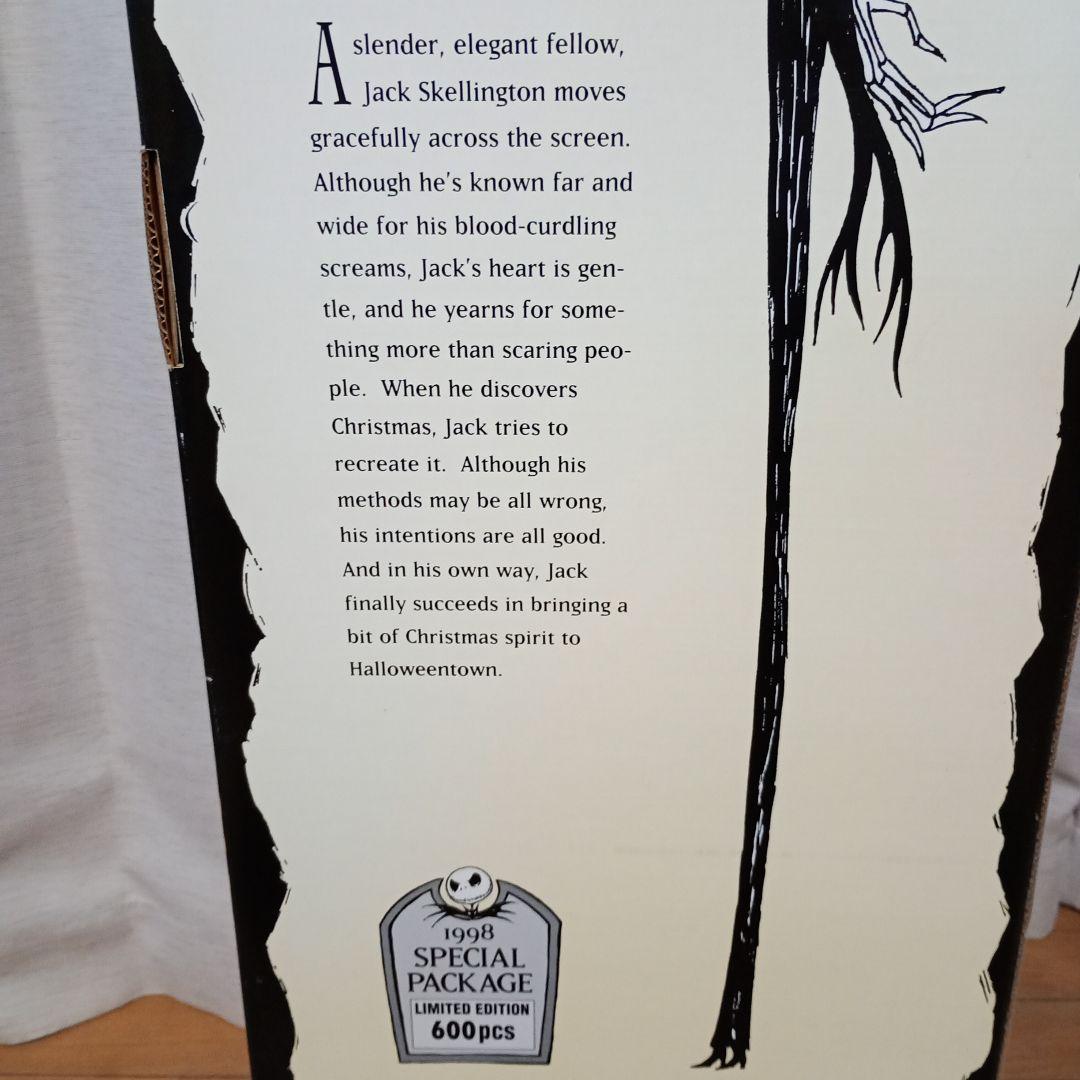 A slender, elegant fellow,
Jack Skellington moves
gracefully across the screen.
Although he's known far and
wide for his blood-curdling
screams, Jack's heart is gen-
tle, and he yearns for some-
thing more than scaring peo-
ple. When he discovers
Christmas, Jack tries to
recreate it. Although his
methods may be all wrong,
his intentions are all good.
And in his own way, Jack
finally succeeds in bringing a
bit of Christmas spirit to
Halloweentown.
1998
SPECIAL
PACKAGE
LIMITED EDITION
600pcs